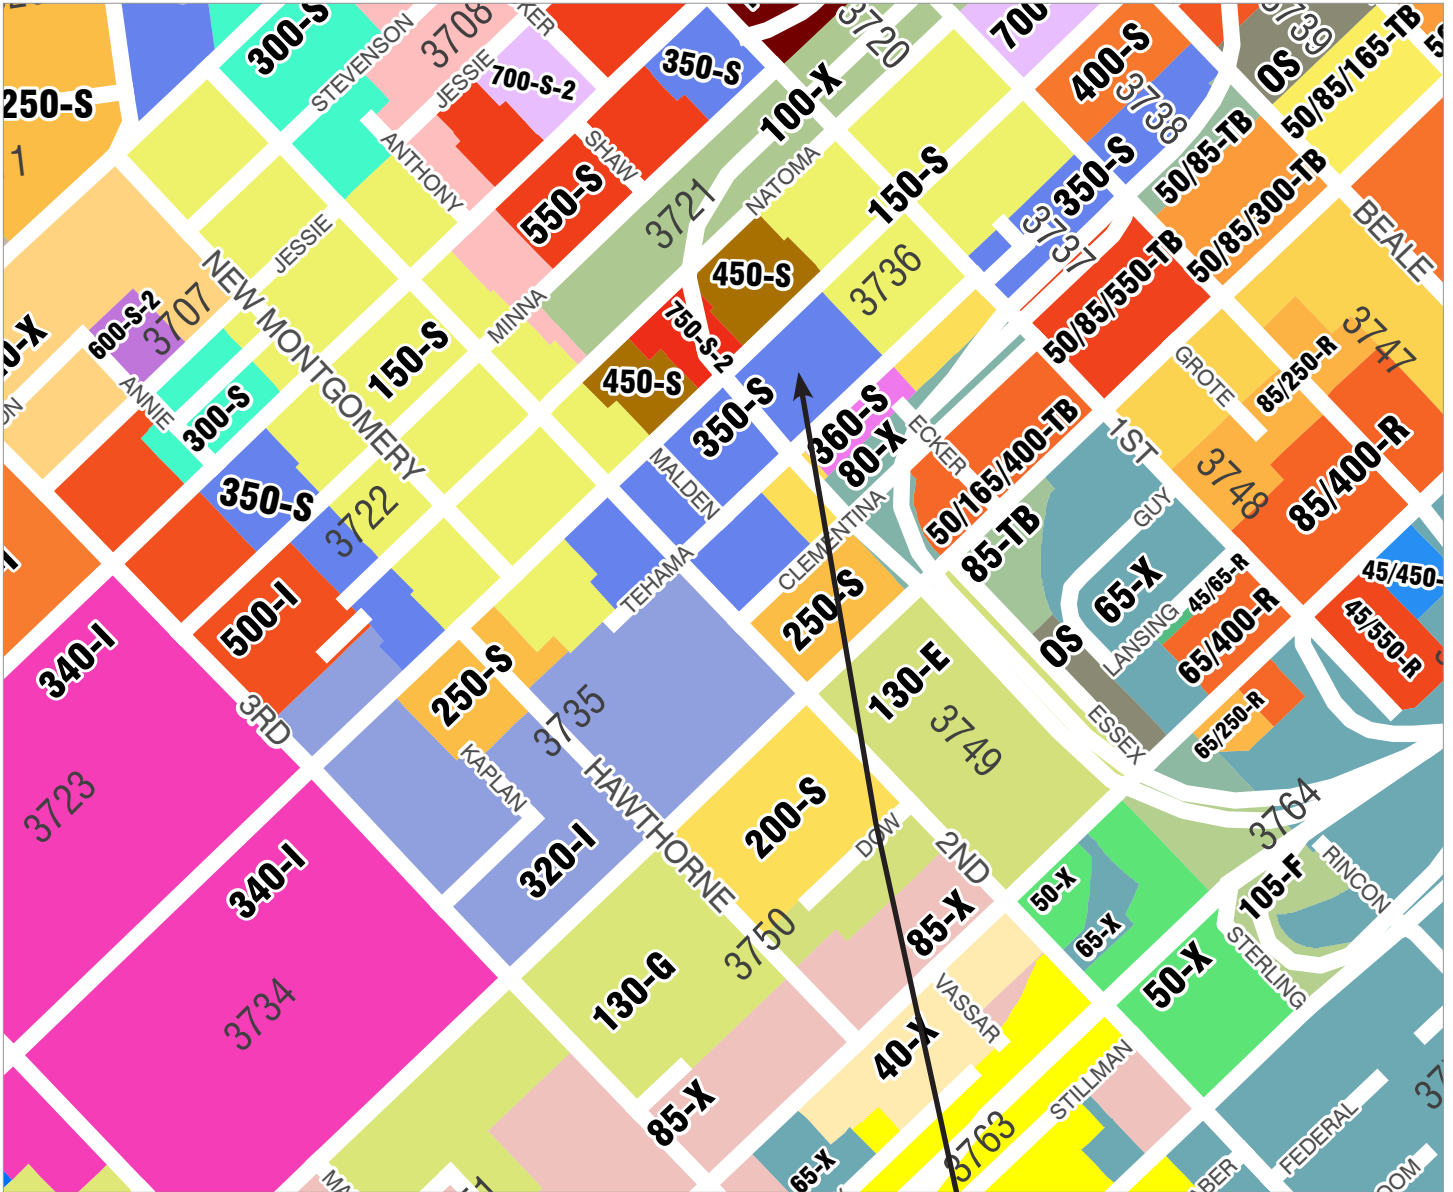 300-S
STEVENSON
3708
JESSIE
700-S-2
350-S
3720
700
400-S
3739
OS
50/85/165-TB
250-S
1
ANTHONY
SHAW
100-X
3738
50/85-TB
550-S
3721
NATOMA
150-S
350-S
3737
50/85/300-TB
BEALE
JESSIE
NEW MONTGOMERY
450-S
3736
50/85/550-TB
600-S-2
3707
MINNA
750-S-2
3747
150-S
450-S
GROTE
85/250-R
ANNIE
300-S
350-S
360-S
80-X
ECKER
50/165/400-TB
1ST
85/400-R
350-S
3722
MALDEN
CLEMENTINA
3748
GUY
85-TB
TEHAMA
250-S
65-X
45/65-R
45/450-
500-I
340-I
OS
LANSING
65/400-R
45/550-R
250-S
130-E
3RD
3735
3749
ESSEX
65/250-R
KAPLAN
HAWTHORNE
200-S
3723
DOW
2ND
3764
340-I
320-I
RINCON
105-F
50-X
65-X
85-X
3750
STERLING
130-G
50-X
VASSAR
3734
40-X
STILLMAN
85-X
3763
FEDERAL
65-X